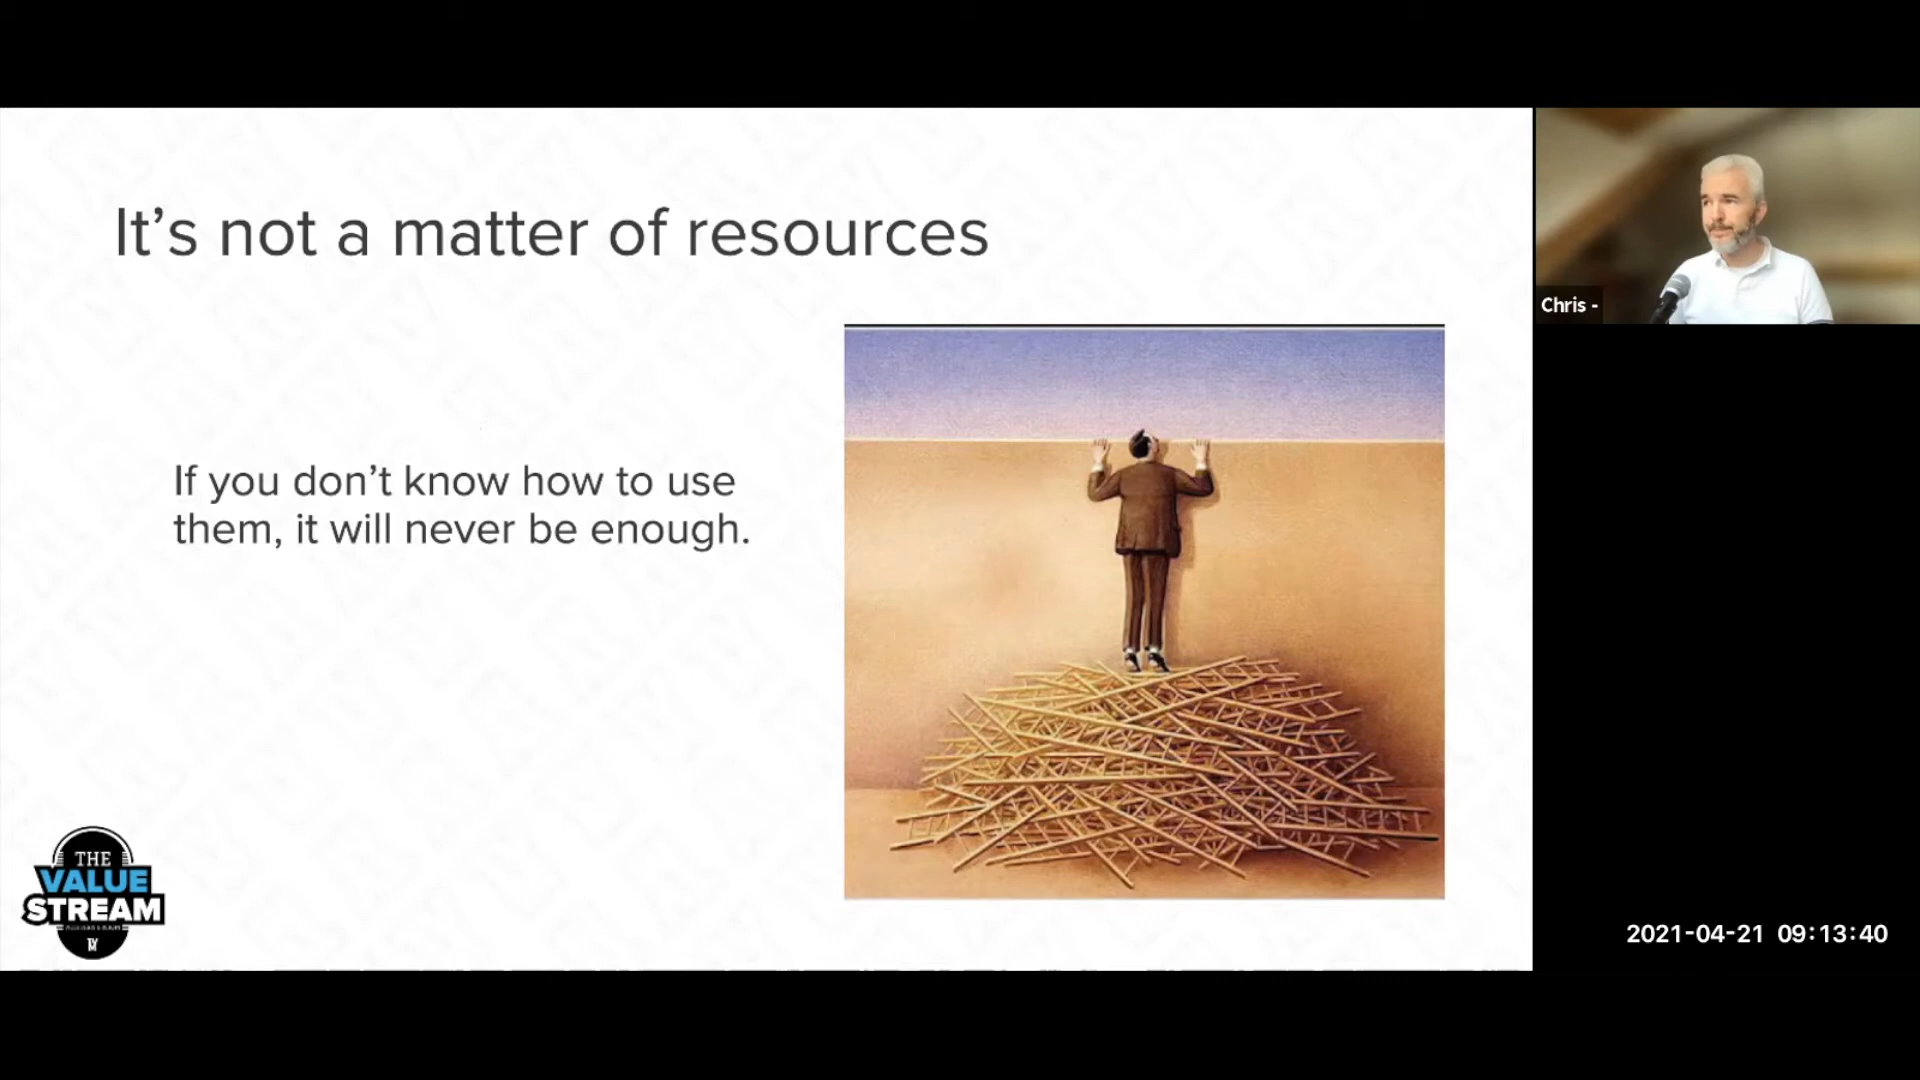 It's not a matter of resources
If you don't know how to use
them, it will never be enough.
THE
VALUE
STREAM
Chris -
2021-04-21 09:13:40